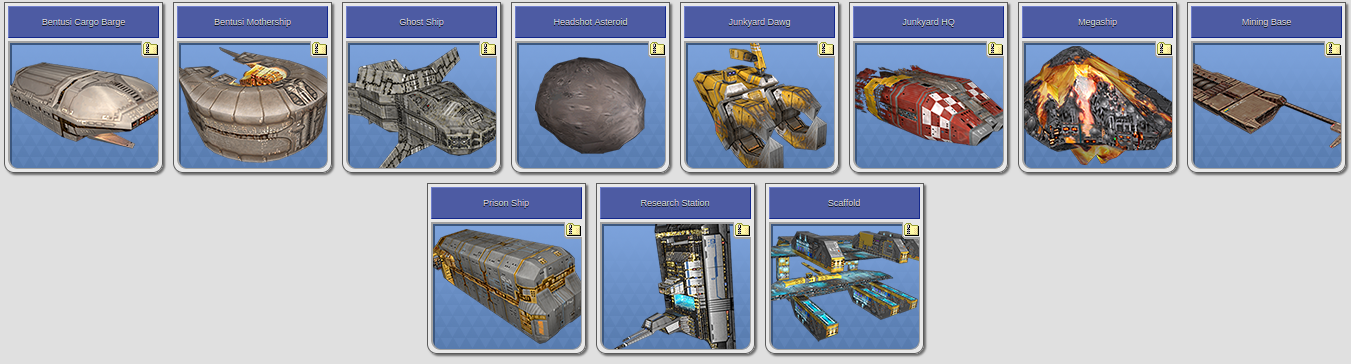 Bentusi Cargo Barge
Bentusi Mothership
Ghost Ship
Headshot Asteroid
Junkyard Dawg
Junkyard HQ
Megaship
Mining Base
Prison Ship
Research Station
Scaffold